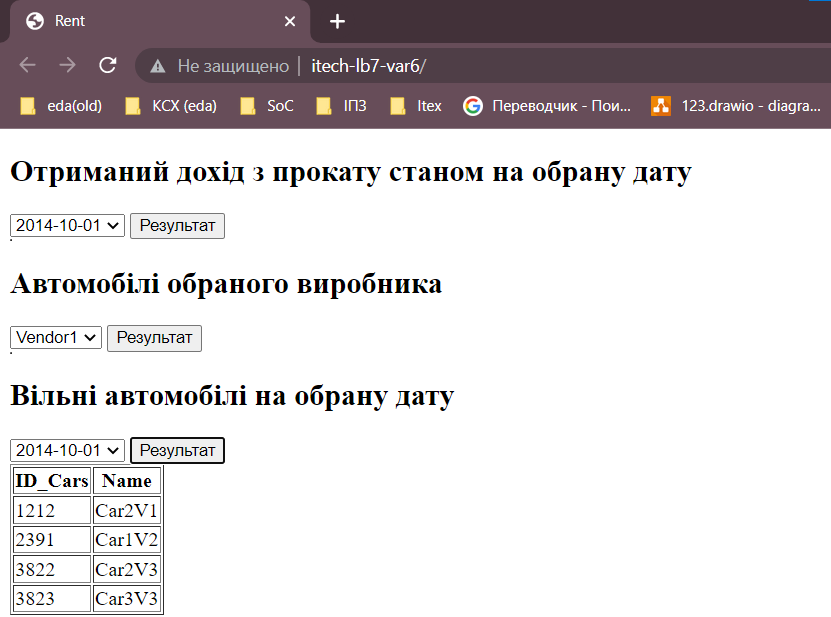 Rent
Не защищено | itech-lb7-var6/
eda(old) КСХ (eda) SoC ІПЗ Itex Переводчик - Пои... 123.drawio - diagra...
Отриманий дохід з прокату станом на обрану дату
2014-10-01 Результат
Автомобілі обраного виробника
Vendor1 Результат
Вільні автомобілі на обрану дату
2014-10-01 Результат
ID_Cars Name
1212 Car2V1
2391 Car1V2
3822 Car2V3
3823 Car3V3